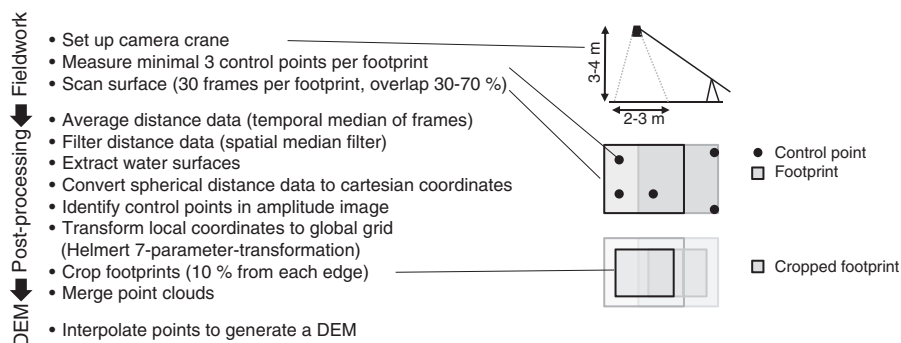 Fieldwork
• Set up camera crane
• Measure minimal 3 control points per footprint
• Scan surface (30 frames per footprint, overlap 30-70 %)
Post-processing
• Average distance data (temporal median of frames)
• Filter distance data (spatial median filter)
• Extract water surfaces
• Convert spherical distance data to cartesian coordinates
• Identify control points in amplitude image
• Transform local coordinates to global grid
(Helmert 7-parameter-transformation)
• Crop footprints (10 % from each edge)
• Merge point clouds
DEM
• Interpolate points to generate a DEM
3-4 m
2-3 m
Control point
Footprint
Cropped footprint